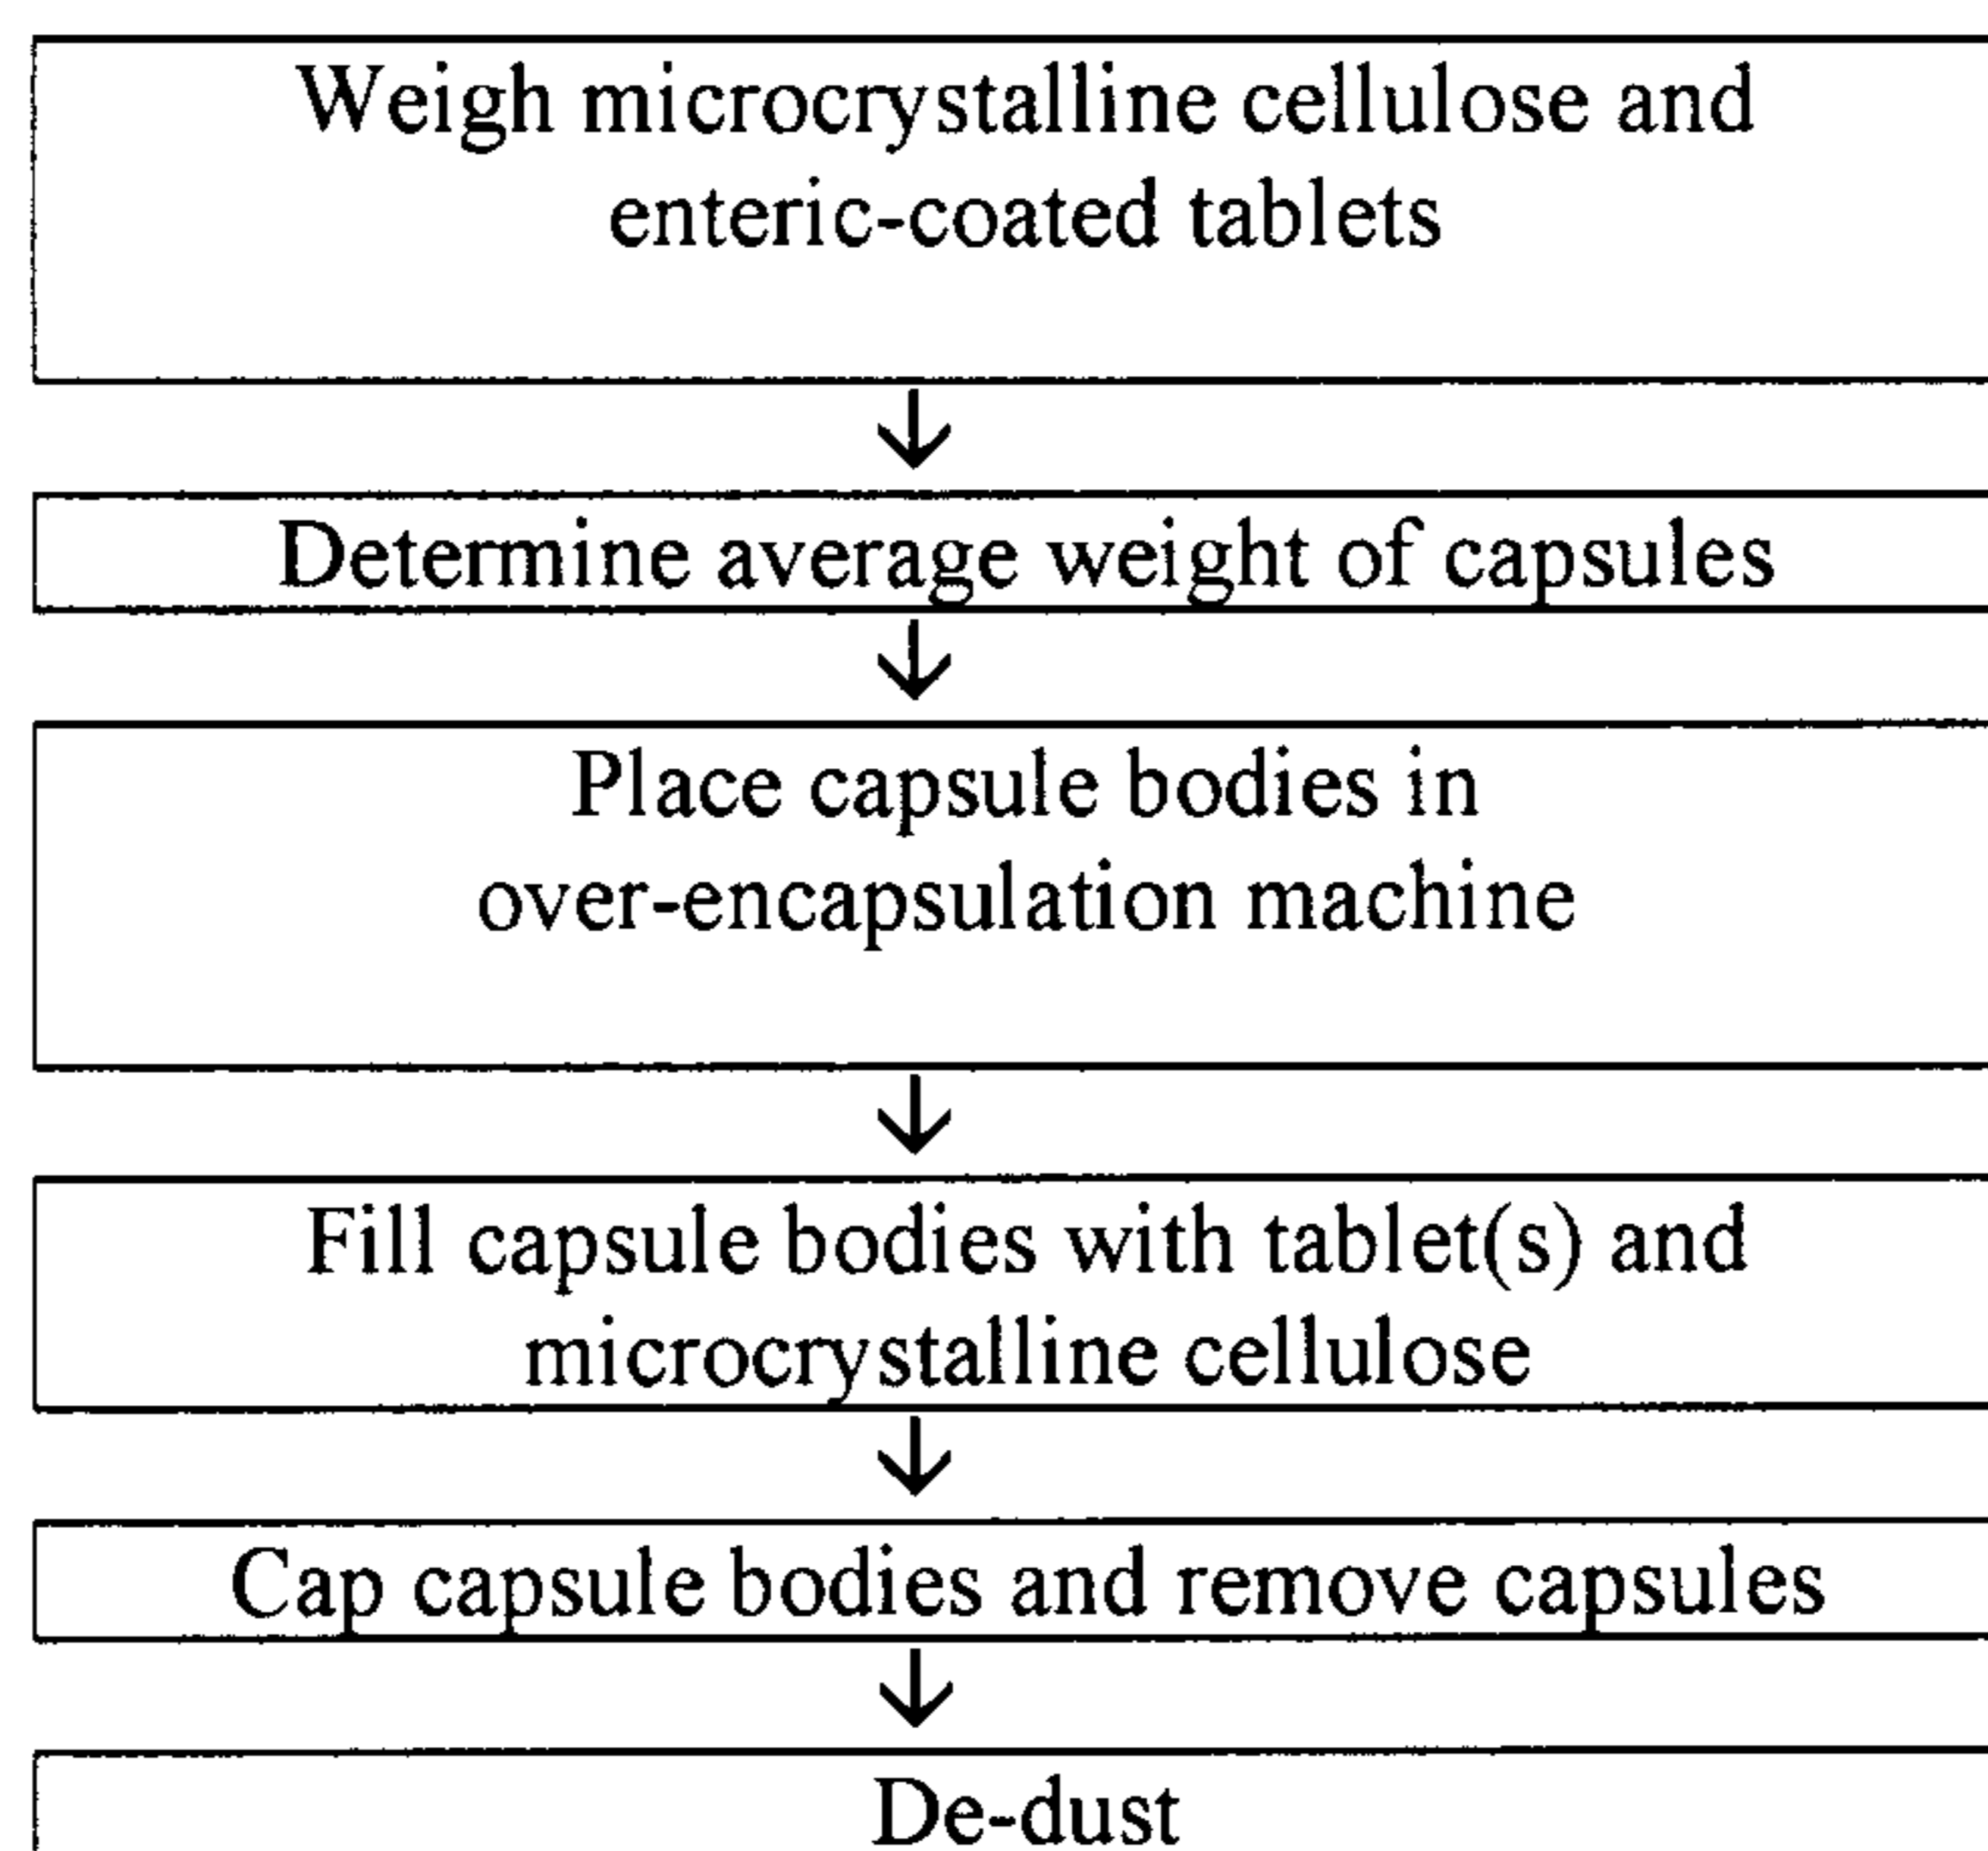 Weigh microcrystalline cellulose and
enteric-coated tablets
Determine average weight of capsules
Place capsule bodies in
over-encapsulation machine
Fill capsule bodies with tablet(s) and
microcrystalline cellulose
Cap capsule bodies and remove capsules
De-dust